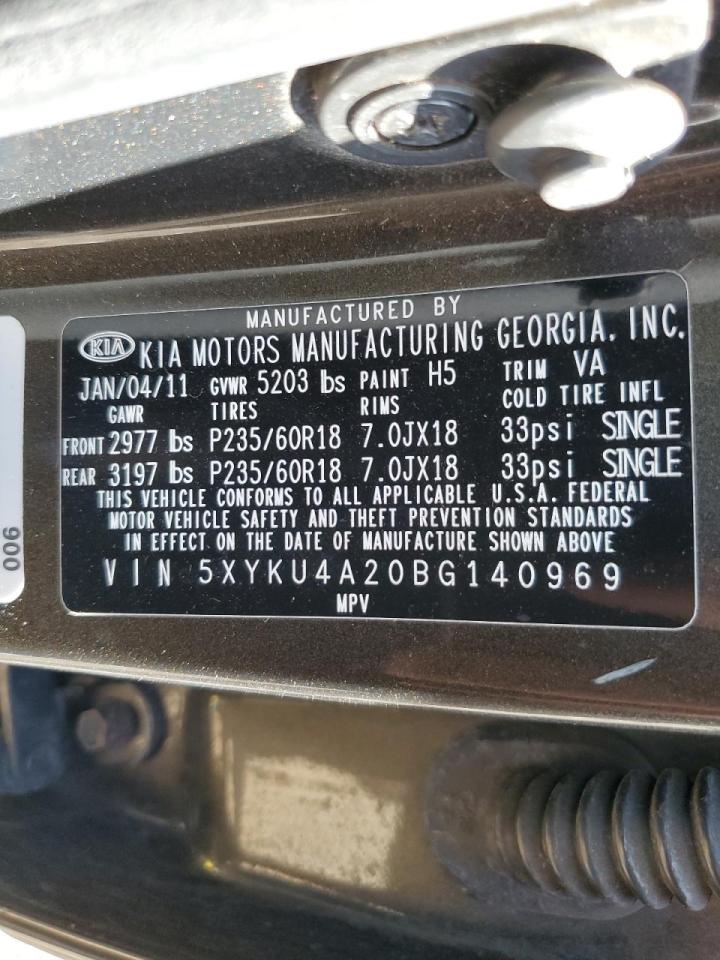 MANUFACTURED BY
KIA KIA MOTORS MANUFACTURING GEORGIA, INC.
JAN/04/11 GVWR 5203 lbs PAINT H5 TRIM VA
GAWR TIRES RIMS COLD TIRE INFL
FRONT 2977 lbs P235/60R18 7.0JX18 33psi SINGLE
REAR 3197 lbs P235/60R18 7.0JX18 33psi SINGLE
THIS VEHICLE CONFORMS TO ALL APPLICABLE U.S.A. FEDERAL
MOTOR VEHICLE SAFETY AND THEFT PREVENTION STANDARDS
IN EFFECT ON THE DATE OF MANUFACTURE SHOWN ABOVE
VIN 5XYKU4A20BG140969
MPV
006